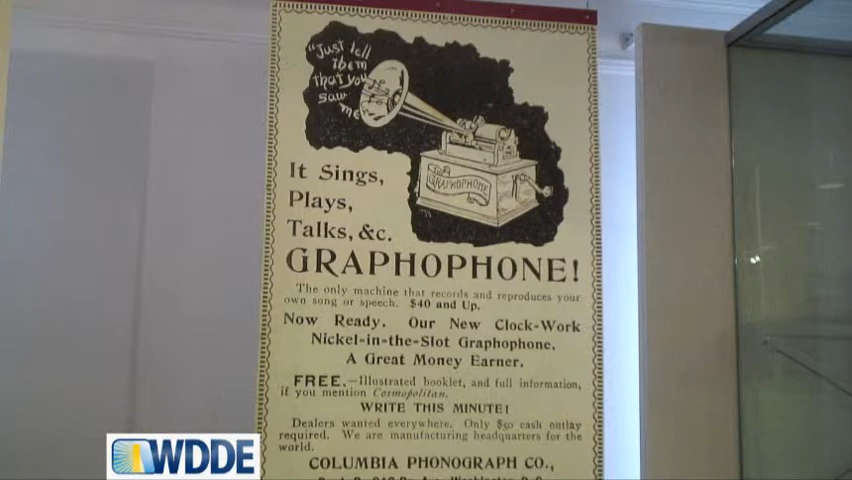 "Just tell
them
that you
saw
me
The
GRAPHOPHONE
It Sings,
Plays,
Talks, &c.
GRAPHOPHONE!
The only machine that records and reproduces your
own song or speech. $40 and Up.
Now Ready. Our New Clock-Work
Nickel-in-the-Slot Graphophone.
A Great Money Earner.
FREE.—Illustrated booklet, and full information,
if you mention Cosmopolitan.
WRITE THIS MINUTE!
Dealers wanted everywhere. Only $50 cash outlay
required. We are manufacturing headquarters for the
world.
COLUMBIA PHONOGRAPH CO.,
Washington, D. C.
WDDE